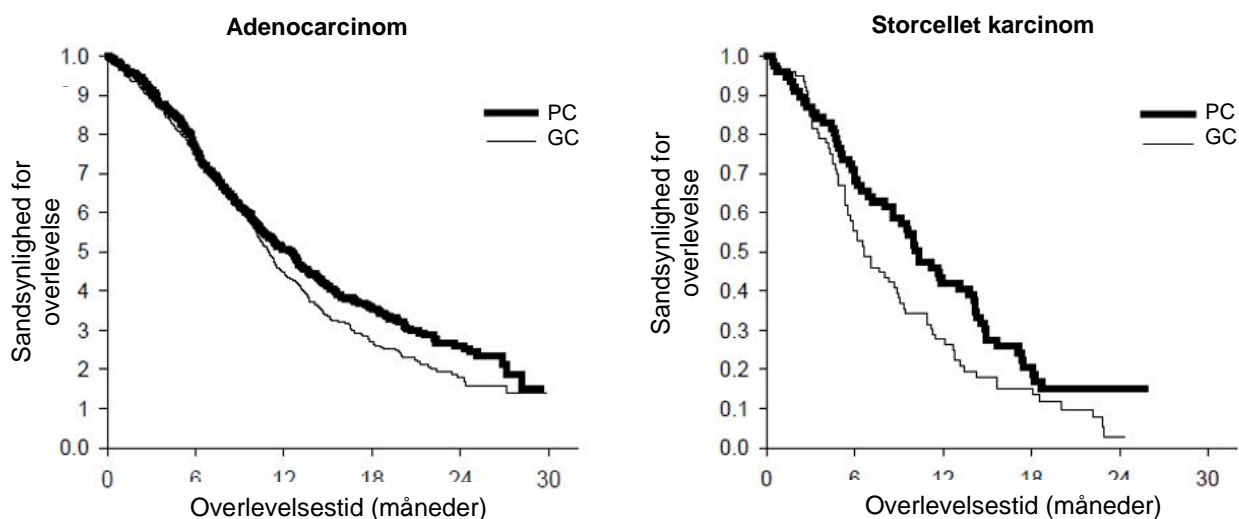 Adenocarcinom
1.0
9
8
7
6
5
4
3
2
1
0.0
0 6 12 18 24 30
PC
GC
Sandsynlighed for
overlevelse
Overlevelsestid (måneder)
Storcellet karcinom
1.0
0.9
0.8
0.7
0.6
0.5
0.4
0.3
0.2
0.1
0.0
0 6 12 18 24 30
PC
GC
Sandsynlighed for
overlevelse
Overlevelsestid (måneder)